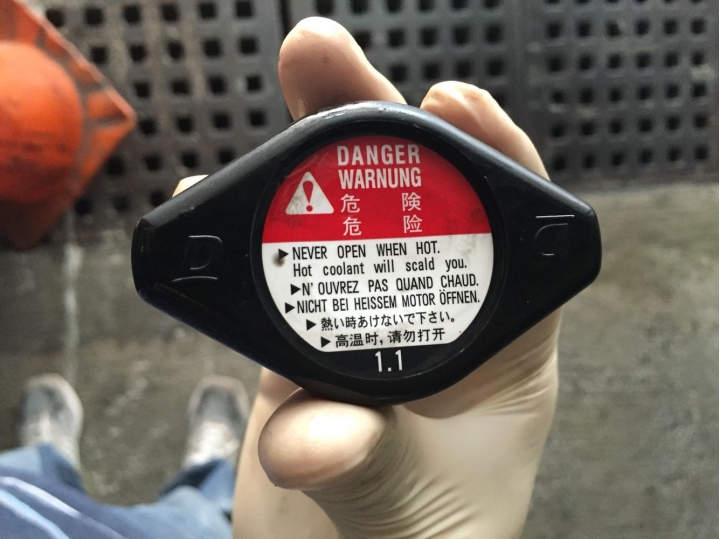 DANGER
WARNUNG
危 険
危 险
▶NEVER OPEN WHEN HOT.
Hot coolant will scald you.
▶N'OUVREZ PAS QUAND CHAUD.
▶NICHT BEI HEISSEM MOTOR ÖFFNEN.
▶熱い時あけないで下さい。
▶高温时,请勿打开
1.1